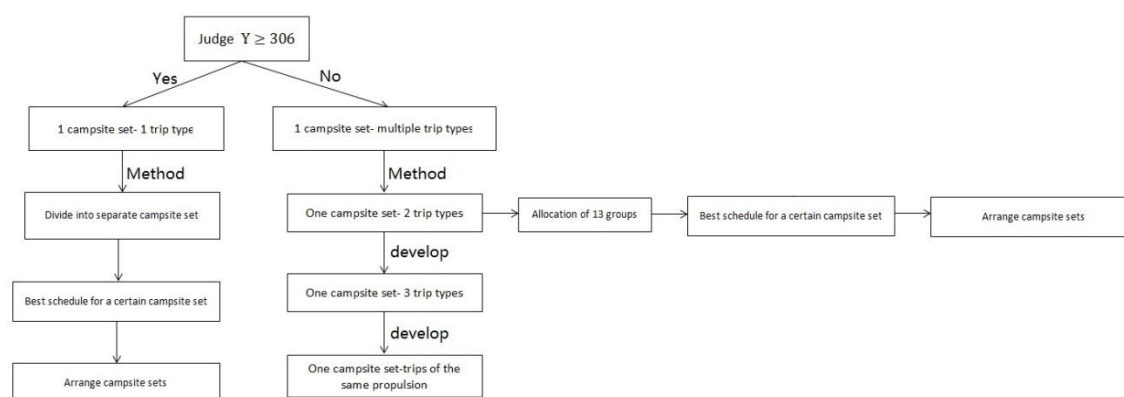 Judge Y ≥ 306
Yes
No
1 campsite set- 1 trip type
1 campsite set- multiple trip types
Method
Method
Divide into separate campsite set
One campsite set- 2 trip types
Allocation of 13 groups
Best schedule for a certain campsite set
Arrange campsite sets
develop
Best schedule for a certain campsite set
One campsite set- 3 trip types
develop
Arrange campsite sets
One campsite set-trips of the
same propulsion